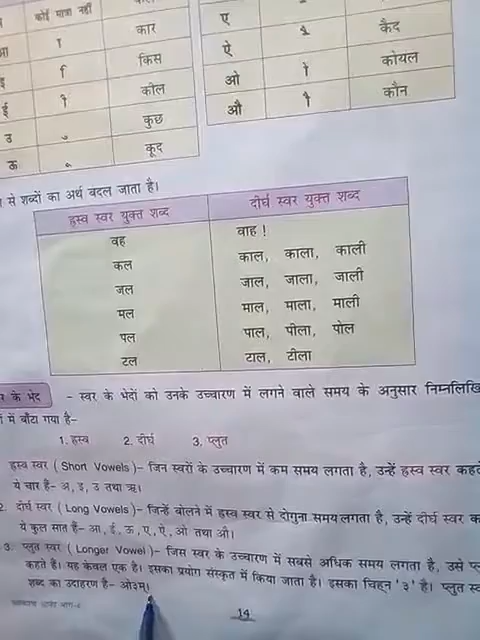 कोई मात्रा नहीं
ा कार
ि किस
ई ी कील
उ ु कुछ
ऊ ू कूद
ए
ऐ ै कैद
ओ ो कोयल
औ ौ कौन
से शब्दों का अर्थ बदल जाता है।
ह्रस्व स्वर युक्त शब्द दीर्घ स्वर युक्त शब्द
वह वाह !
कल काल, काला, काली
जल जाल, जाला, जाली
मल माल, माला, माली
पल पाल, पीला, पोल
टल टाल, टीला
के भेद - स्वर के भेदों को उनके उच्चारण में लगने वाले समय के अनुसार
में बाँटा गया है–
1. ह्रस्व 2. दीर्घ 3. प्लुत
ह्रस्व स्वर ( Short Vowels )– जिन स्वरों के उच्चारण में कम समय लगता है, उन्हें ह्रस्व स्वर
ये चार हैं– अ, इ, उ तथा ऋ।
2. दीर्घ स्वर ( Long Vowels )– जिन्हें बोलने में ह्रस्व स्वर से दोगुना समय लगता है, उन्हें दीर्घ स्वर
ये कुल सात हैं– आ, ई, ऊ, ए, ऐ, ओ तथा औ।
3. प्लुत स्वर ( Longer Vowel )– जिस स्वर के उच्चारण में सबसे अधिक समय लगता है, उसे
कहते हैं। यह केवल एक है। इसका प्रयोग संस्कृत में किया जाता है। इसका चिह्न '३' है। प्लुत
शब्द का उदाहरण है– ओ३म्।
14